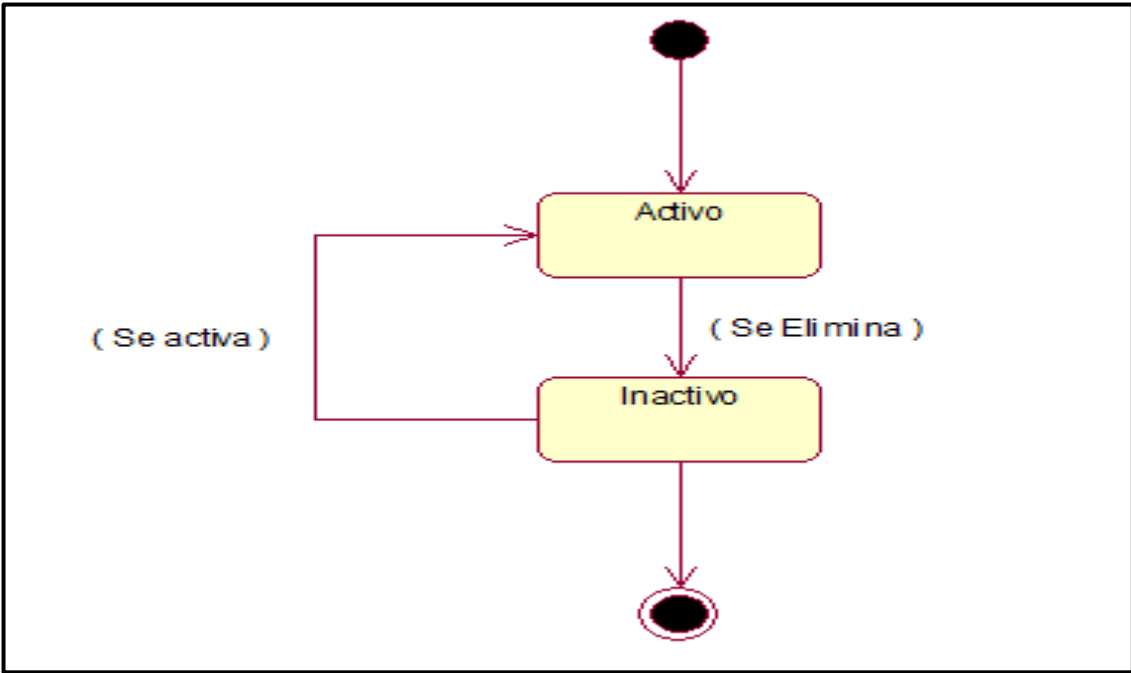 Activo
( Se activa )
( Se Elimina )
Inactivo